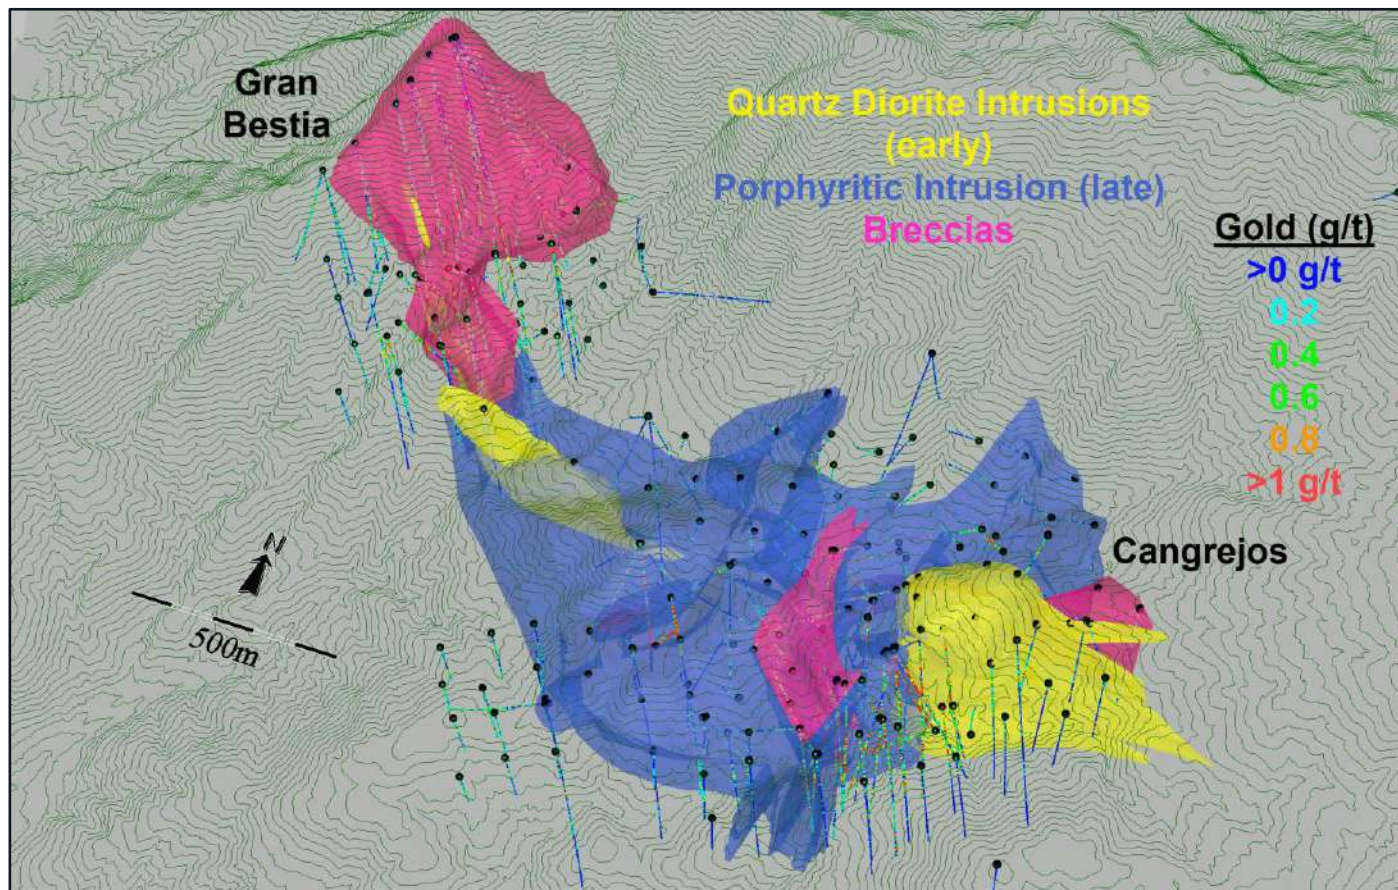 Gran
Bestia
Quartz Diorite Intrusions
(early)
Porphyritic Intrusion (late)
Breccias
Gold (g/t)
>0 g/t
0.2
0.4
0.6
0.8
>1 g/t
Cangrejos
N
500m